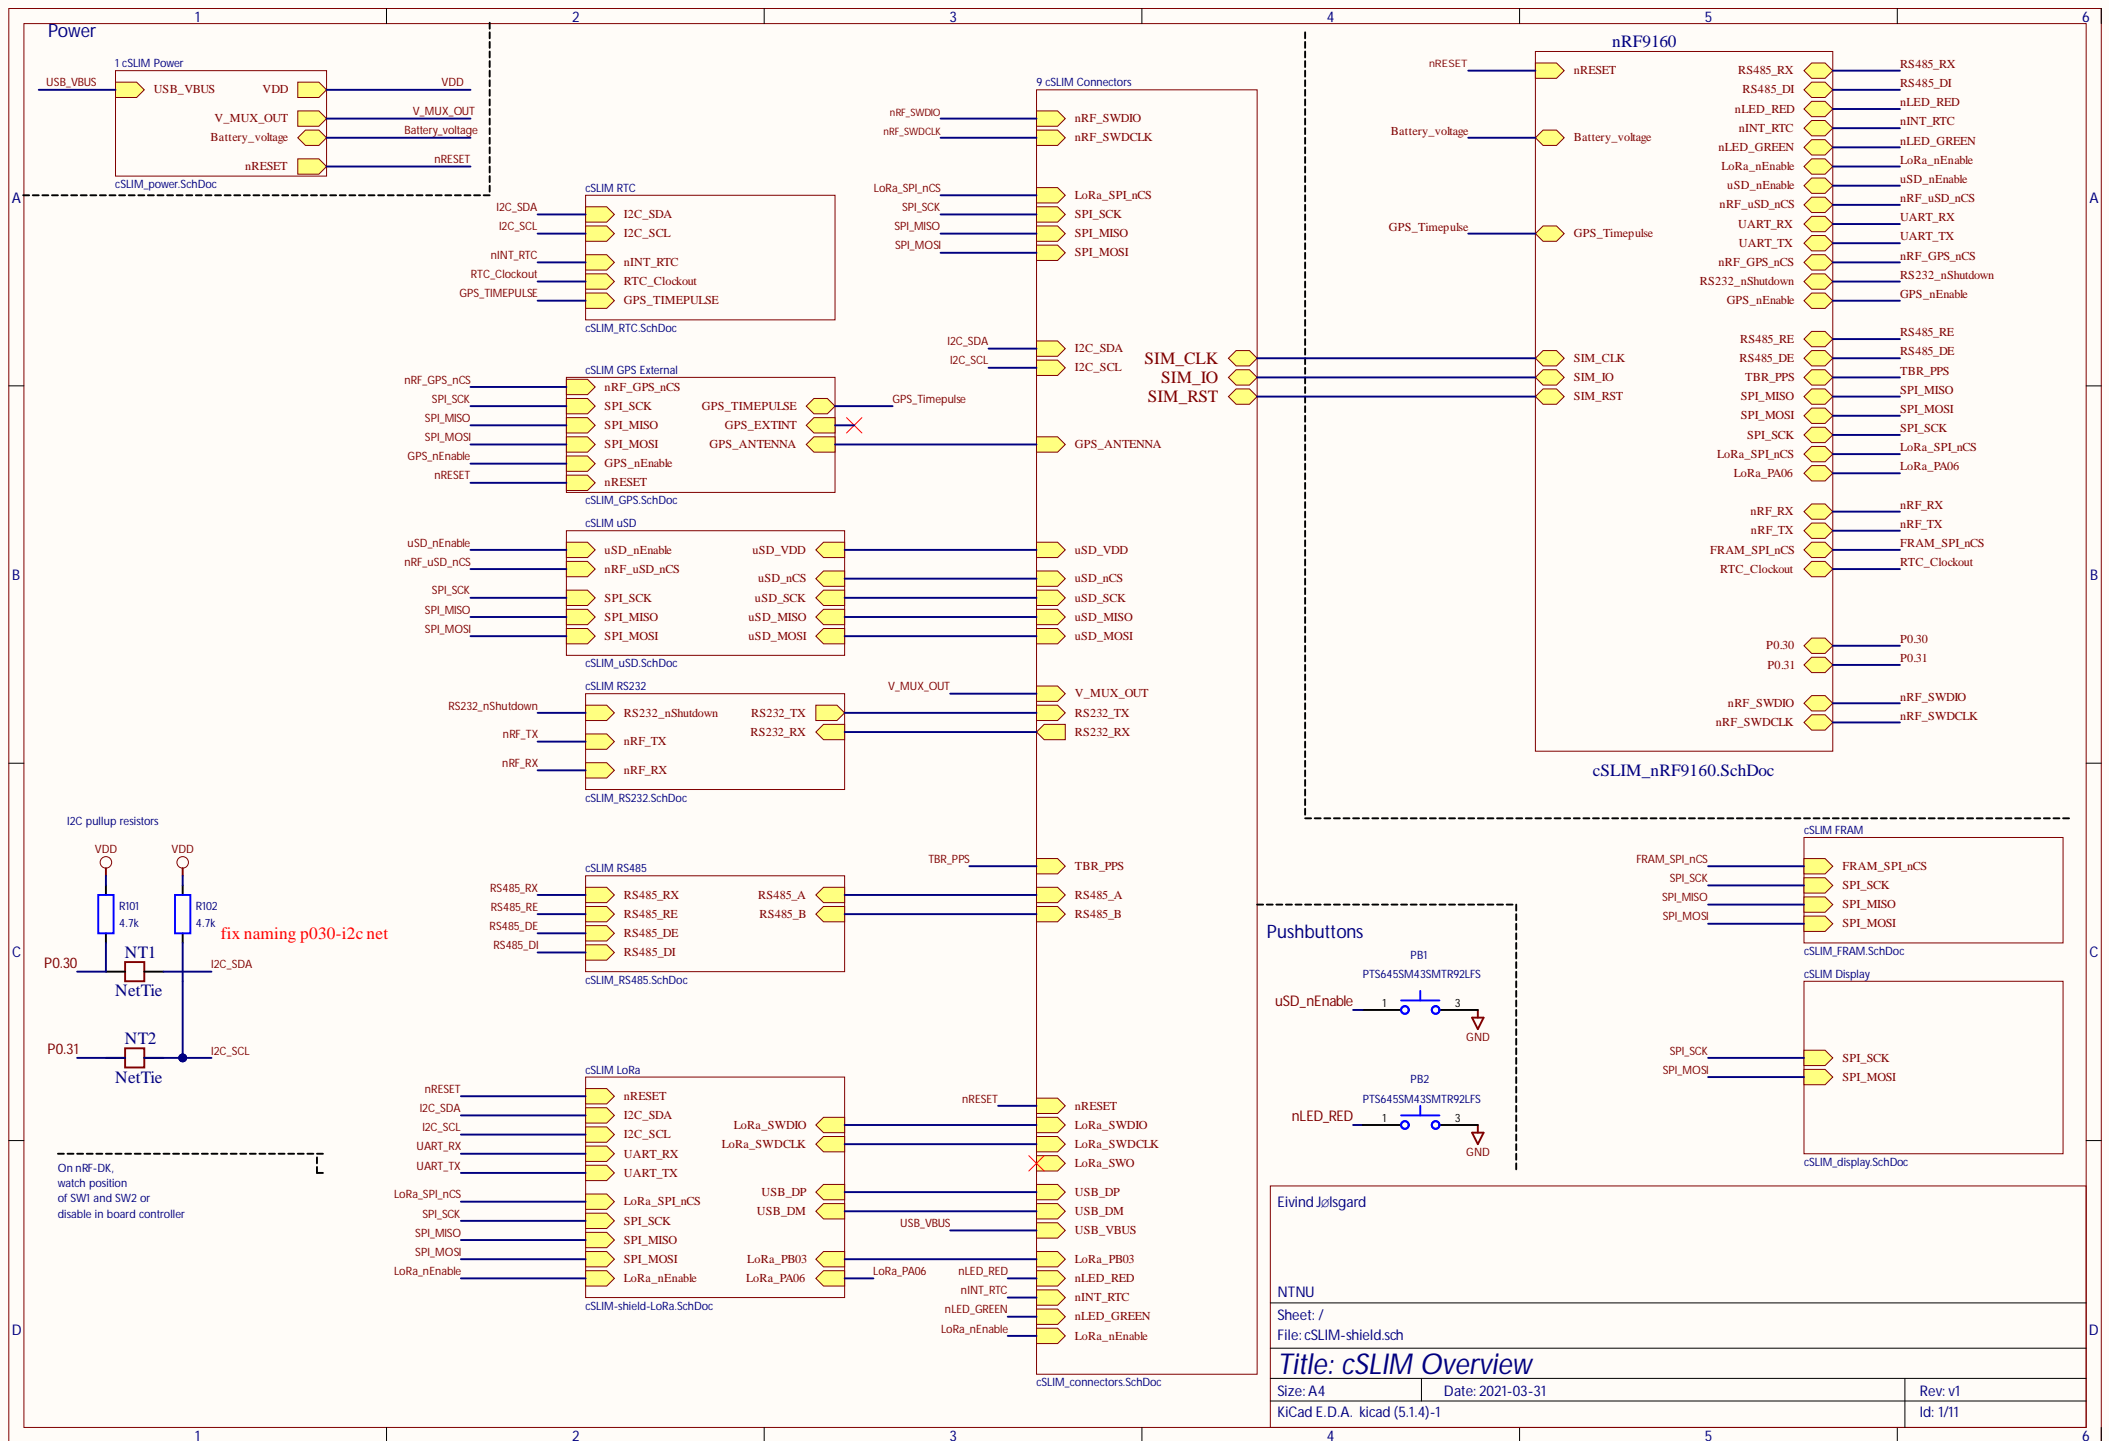 1 2 3 4 5 6
Power
1 cSLIM Power
USB_VBUS
USB_VBUS
VDD
VDD
V_MUX_OUT
V_MUX_OUT
Battery_voltage
Battery_voltage
nRESET
nRESET
cSLIM_power.SchDoc
A
B
C
D
cSLIM RTC
I2C_SDA I2C_SDA
I2C_SCL I2C_SCL
nINT_RTC nINT_RTC
RTC_Clockout RTC_Clockout
GPS_TIMEPULSE GPS_TIMEPULSE
cSLIM_RTC.SchDoc
cSLIM GPS External
nRF_GPS_nCS nRF_GPS_nCS
SPI_SCK SPI_SCK GPS_TIMEPULSE GPS_Timepulse
SPI_MISO SPI_MISO GPS_EXTINT
SPI_MOSI SPI_MOSI GPS_ANTENNA
GPS_nEnable GPS_nEnable
nRESET nRESET
cSLIM_GPS.SchDoc
cSLIM uSD
uSD_nEnable uSD_nEnable uSD_VDD
nRF_uSD_nCS nRF_uSD_nCS uSD_nCS
SPI_SCK SPI_SCK uSD_SCK
SPI_MISO SPI_MISO uSD_MISO
SPI_MOSI SPI_MOSI uSD_MOSI
cSLIM_uSD.SchDoc
cSLIM RS232
RS232_nShutdown RS232_nShutdown RS232_TX
RS232_RX
nRF_TX nRF_TX
nRF_RX nRF_RX
cSLIM_RS232.SchDoc
cSLIM RS485
RS485_RX RS485_RX RS485_A
RS485_RE RS485_RE RS485_B
RS485_DE RS485_DE
RS485_DI RS485_DI
cSLIM_RS485.SchDoc
cSLIM LoRa
nRESET nRESET
I2C_SDA I2C_SDA LoRa_SWDIO
I2C_SCL I2C_SCL LoRa_SWDCLK
UART_RX UART_RX
UART_TX UART_TX
LoRa_SPI_nCS LoRa_SPI_nCS USB_DP
SPI_SCK SPI_SCK USB_DM
SPI_MISO SPI_MISO
SPI_MOSI SPI_MOSI LoRa_PB03
LoRa_nEnable LoRa_nEnable LoRa_PA06 LoRa_PA06
cSLIM-shield-LoRa.SchDoc
I2C pullup resistors
VDD VDD
R101 R102
4.7k 4.7k
fix naming p030-i2c net
NT1
P0.30 I2C_SDA
NetTie
NT2
P0.31 I2C_SCL
NetTie
On nRF-DK,
watch position
of SW1 and SW2 or
disable in board controller
9 cSLIM Connectors
nRF_SWDIO nRF_SWDIO
nRF_SWDCLK nRF_SWDCLK
LoRa_SPI_nCS LoRa_SPI_nCS
SPI_SCK SPI_SCK
SPI_MISO SPI_MISO
SPI_MOSI SPI_MOSI
I2C_SDA I2C_SDA
I2C_SCL I2C_SCL
SIM_CLK
SIM_IO
SIM_RST
GPS_ANTENNA
uSD_VDD
uSD_nCS
uSD_SCK
uSD_MISO
uSD_MOSI
V_MUX_OUT V_MUX_OUT
RS232_TX
RS232_RX
TBR_PPS TBR_PPS
RS485_A
RS485_B
nRESET nRESET
LoRa_SWDIO
LoRa_SWDCLK
LoRa_SWO
USB_DP
USB_DM
USB_VBUS USB_VBUS
LoRa_PB03
nLED_RED nLED_RED
nINT_RTC nINT_RTC
nLED_GREEN nLED_GREEN
LoRa_nEnable LoRa_nEnable
cSLIM_connectors.SchDoc
nRF9160
nRESET nRESET
Battery_voltage Battery_voltage
GPS_Timepulse GPS_Timepulse
SIM_CLK
SIM_IO
SIM_RST
RS485_RX RS485_RX
RS485_DI RS485_DI
nLED_RED nLED_RED
nINT_RTC nINT_RTC
nLED_GREEN nLED_GREEN
LoRa_nEnable LoRa_nEnable
uSD_nEnable uSD_nEnable
nRF_uSD_nCS nRF_uSD_nCS
UART_RX UART_RX
UART_TX UART_TX
nRF_GPS_nCS nRF_GPS_nCS
RS232_nShutdown RS232_nShutdown
GPS_nEnable GPS_nEnable
RS485_RE RS485_RE
RS485_DE RS485_DE
TBR_PPS TBR_PPS
SPI_MISO SPI_MISO
SPI_MOSI SPI_MOSI
SPI_SCK SPI_SCK
LoRa_SPI_nCS LoRa_SPI_nCS
LoRa_PA06 LoRa_PA06
nRF_RX nRF_RX
nRF_TX nRF_TX
FRAM_SPI_nCS FRAM_SPI_nCS
RTC_Clockout RTC_Clockout
P0.30 P0.30
P0.31 P0.31
nRF_SWDIO nRF_SWDIO
nRF_SWDCLK nRF_SWDCLK
cSLIM_nRF9160.SchDoc
cSLIM FRAM
FRAM_SPI_nCS FRAM_SPI_nCS
SPI_SCK SPI_SCK
SPI_MISO SPI_MISO
SPI_MOSI SPI_MOSI
cSLIM_FRAM.SchDoc
cSLIM Display
SPI_SCK SPI_SCK
SPI_MOSI SPI_MOSI
cSLIM_display.SchDoc
Pushbuttons
PB1
PTS645SM43SMTR92LFS
uSD_nEnable 1 3
GND
PB2
PTS645SM43SMTR92LFS
nLED_RED 1 3
GND
A
B
C
D
Eivind Jølsgard
NTNU
Sheet: /
File: cSLIM-shield.sch
Title: cSLIM Overview
Size: A4 Date: 2021-03-31 Rev: v1
KiCad E.D.A. kicad (5.1.4)-1 Id: 1/11
1 2 3 4 5 6